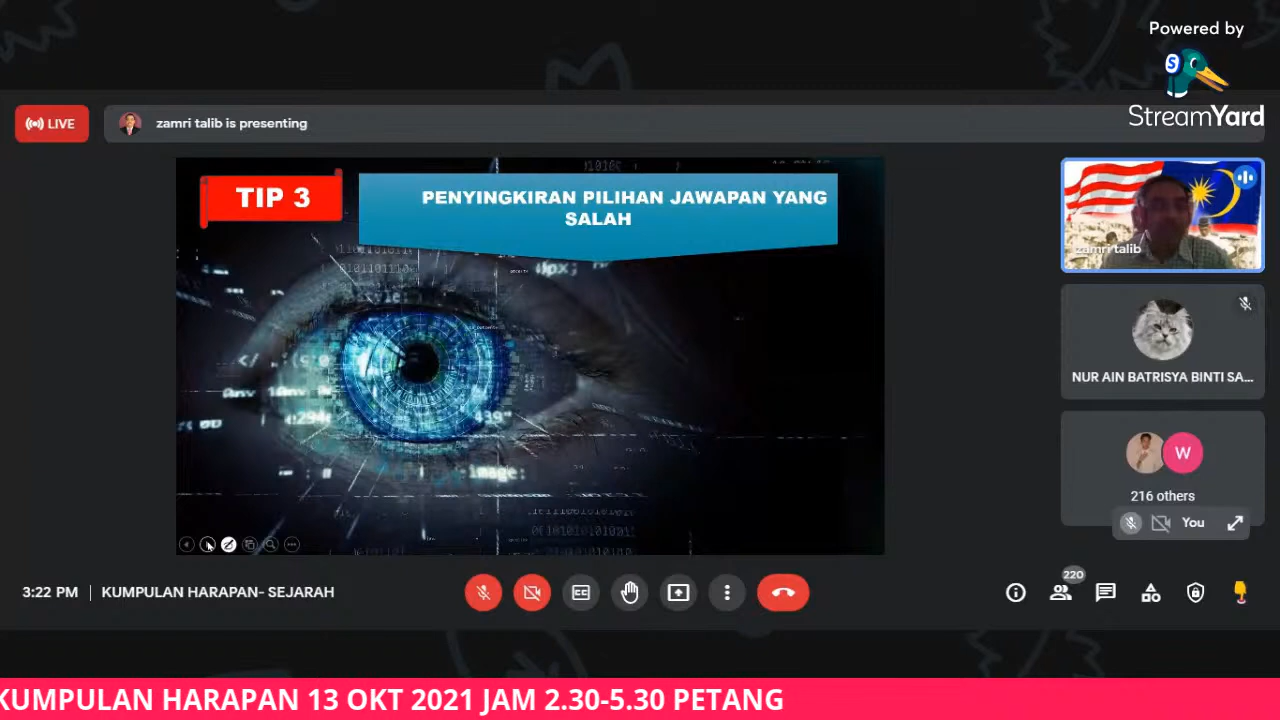 Powered by
StreamYard
LIVE
zamri talib is presenting
TIP 3
PENYINGKIRAN PILIHAN JAWAPAN YANG
SALAH
zamri talib
NUR AIN BATRISYA BINTI SA...
W
216 others
You
3:22 PM
KUMPULAN HARAPAN- SEJARAH
220
KUMPULAN HARAPAN 13 OKT 2021 JAM 2.30-5.30 PETANG